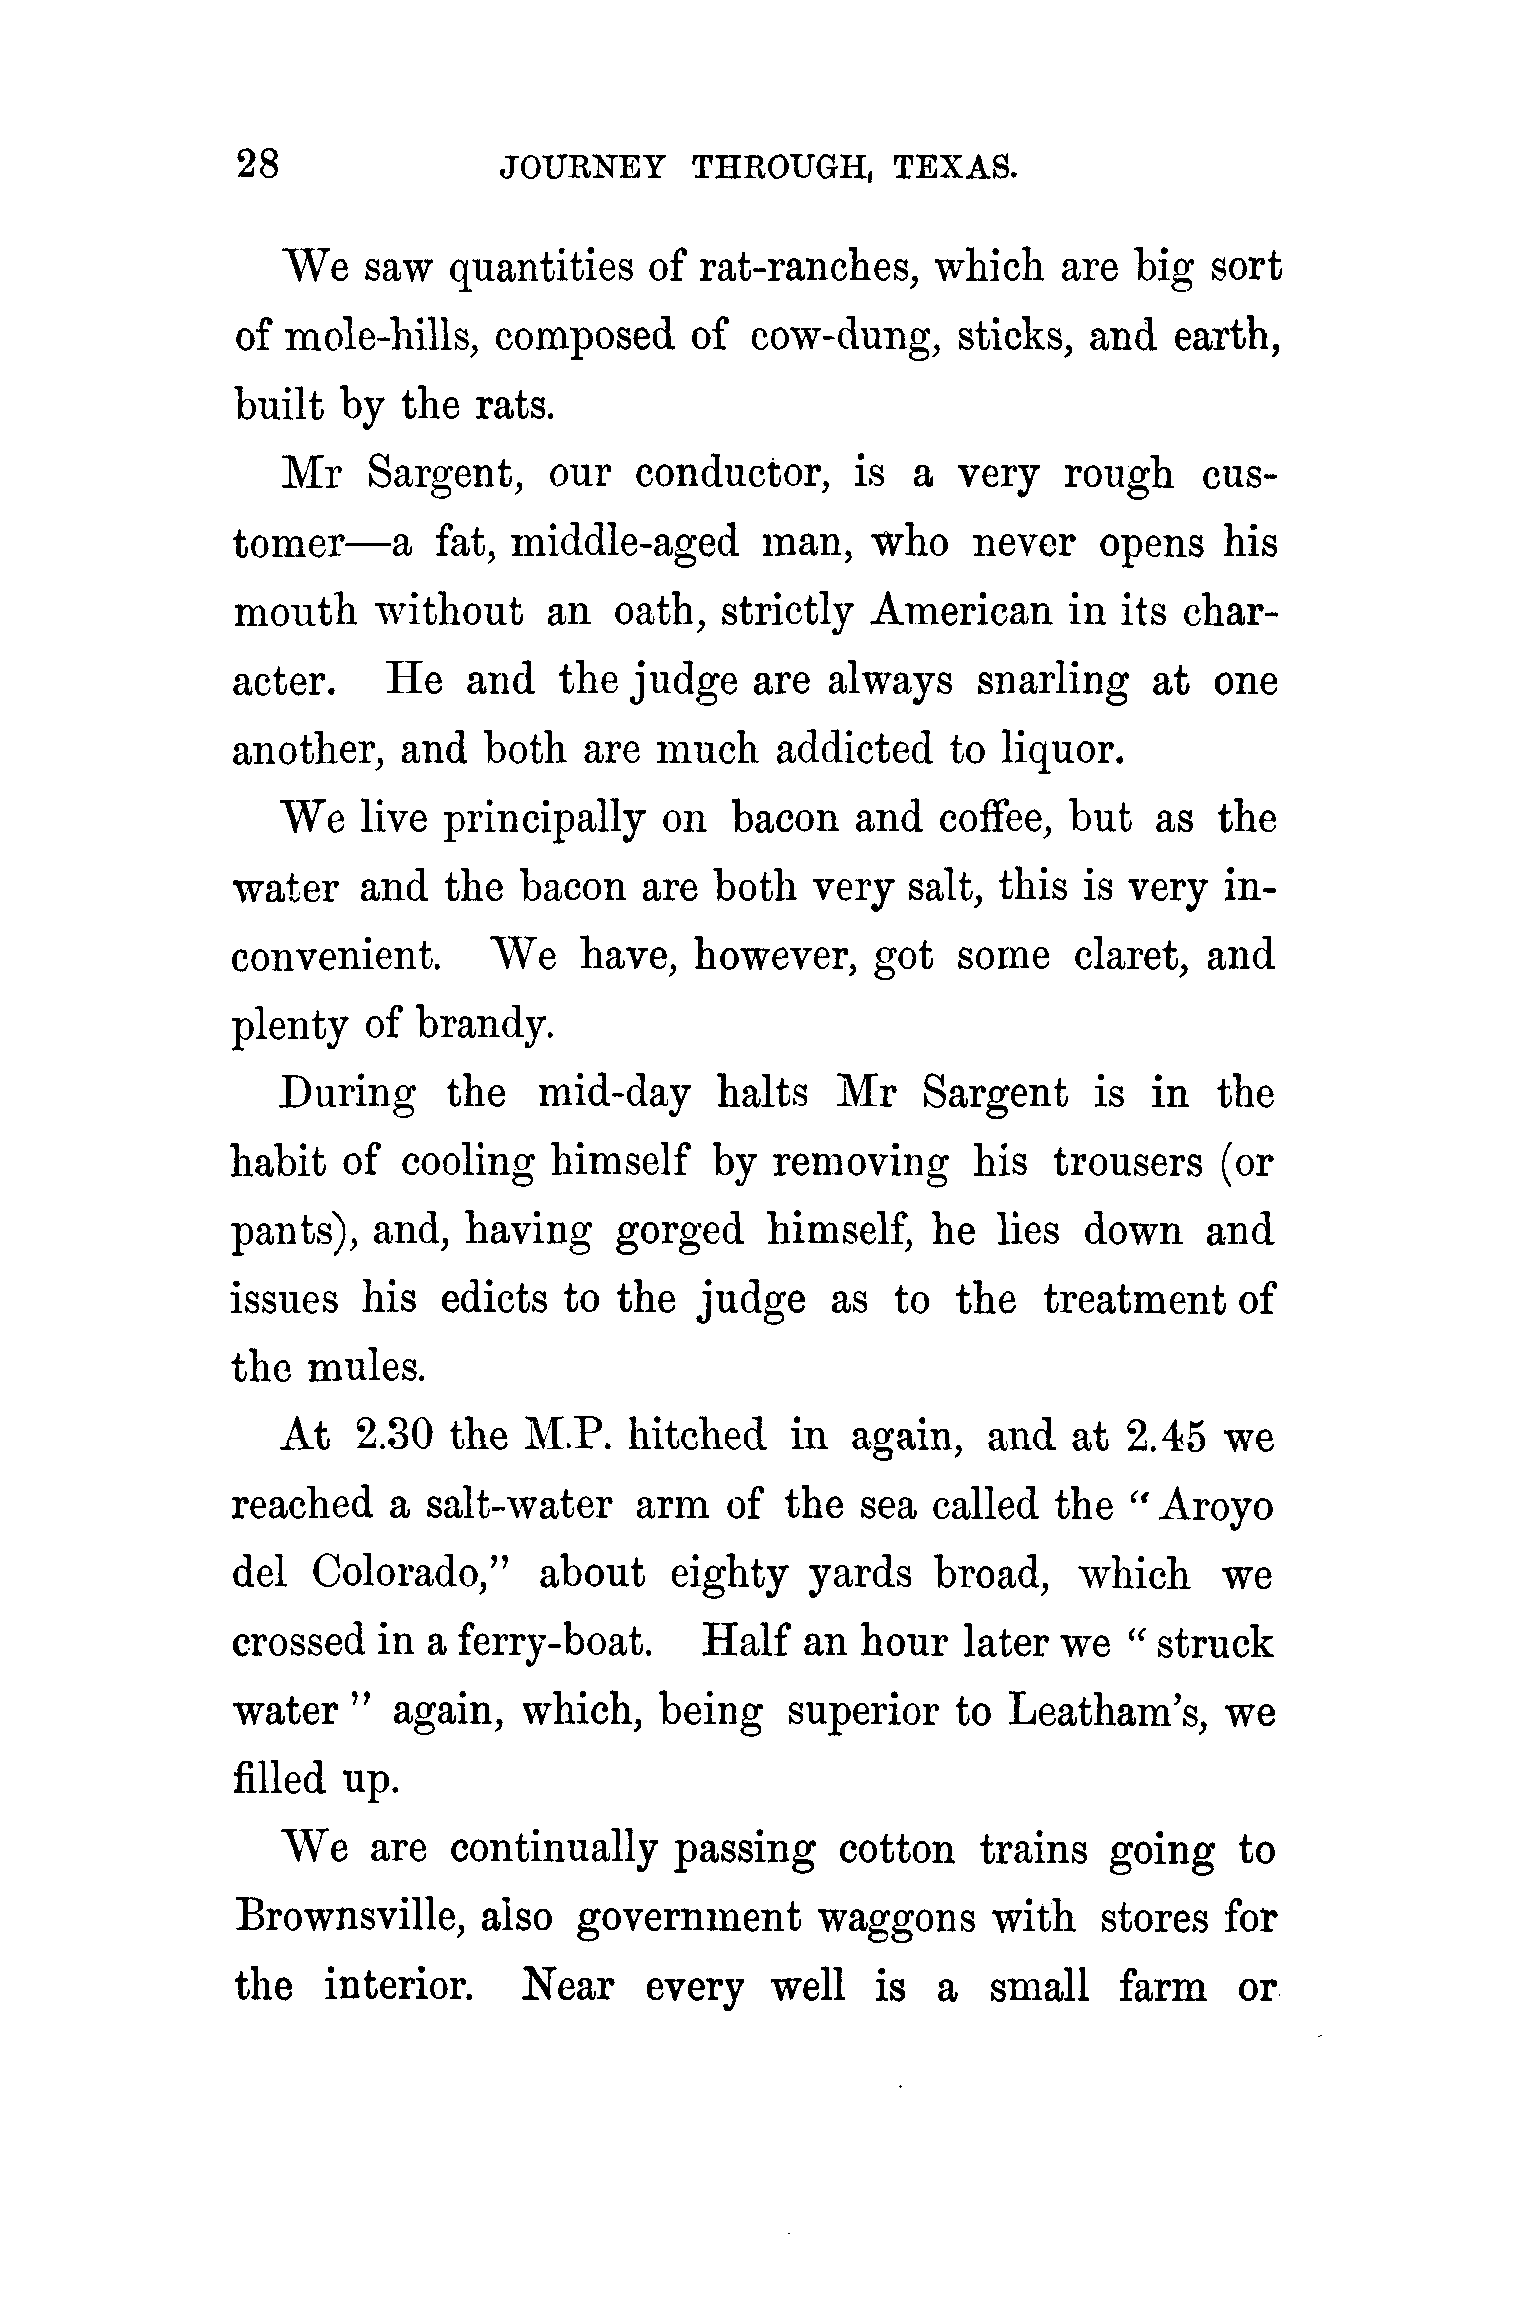 28 JOURNEY THROUGH, TEXAS.
We saw quantities of rat-ranches, which are big sort
of mole-hills, composed of cow-dung, sticks, and earth,
built by the rats.
Mr Sargent, our conductor, is a very rough cus-
tomer—a fat, middle-aged man, who never opens his
mouth without an oath, strictly American in its char-
acter. He and the judge are always snarling at one
another, and both are much addicted to liquor.
We live principally on bacon and coffee, but as the
water and the bacon are both very salt, this is very in-
convenient. We have, however, got some claret, and
plenty of brandy.
During the mid-day halts Mr Sargent is in the
habit of cooling himself by removing his trousers (or
pants), and, having gorged himself, he lies down and
issues his edicts to the judge as to the treatment of
the mules.
At 2.30 the M.P. hitched in again, and at 2.45 we
reached a salt-water arm of the sea called the “ Aroyo
del Colorado,” about eighty yards broad, which we
crossed in a ferry-boat. Half an hour later we “ struck
water ” again, which, being superior to Leatham’s, we
filled up.
We are continually passing cotton trains going to
Brownsville, also government waggons with stores for
the interior. Near every well is a small farm or